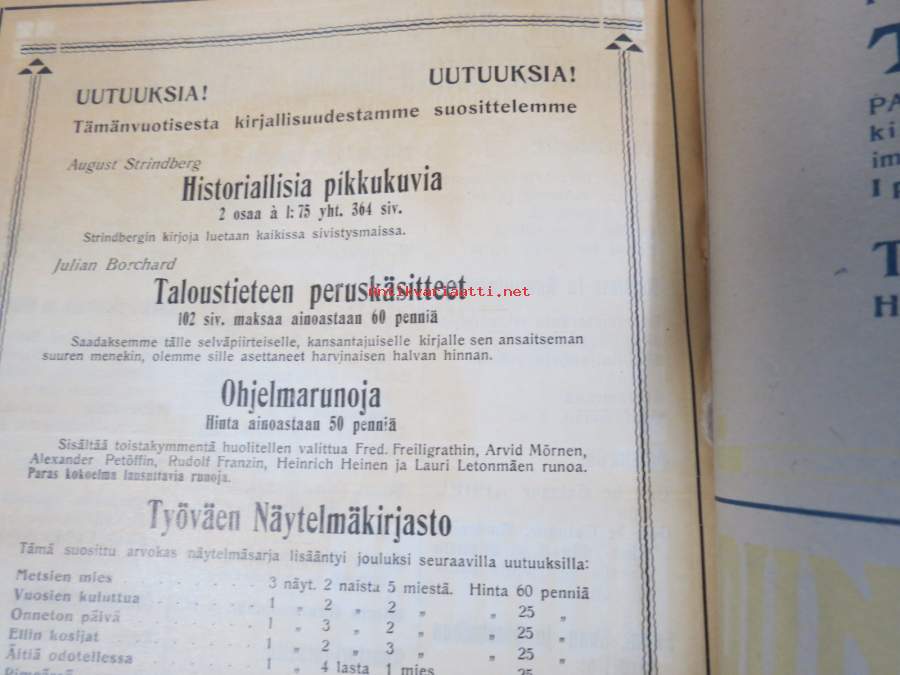 UUTUUKSIA! UUTUUKSIA!
Tämänvuotisesta kirjallisuudestamme suosittelemme
August Strindberg
Historiallisia pikkukuvia
2 osaa à 1:75 yht. 364 siv.
Strindbergin kirjoja luetaan kaikissa sivistysmaissa.
Julian Borchard
Taloustieteen peruskäsitteet
antikvariaatti.net
102 siv. maksaa ainoastaan 60 penniä
Saadaksemme tälle selväpiirteiselle, kansantajuiselle kirjalle sen ansaitseman
suuren menekin, olemme sille asettaneet harvinaisen halvan hinnan.
Ohjelmarunoja
Hinta ainoastaan 50 penniä
Sisältää toistakymmentä huolitellen valittua Fred. Freiligrathin, Arvid Mörnen,
Alexander Petöffin, Rudolf Franzin, Heinrich Heinen ja Lauri Letonmäen runoa.
Paras kokoelma lausuttavia runoja.
Työväen Näytelmäkirjasto
Tämä suosittu arvokas näytelmäsarja lisääntyi jouluksi seuraavilla uutuuksilla:
Metsien mies 3 näyt. 2 naista 5 miestä. Hinta 60 penniä
Vuosien kuluttua 1 „ 2 „ 2 „ „ 25 „
Onneton päivä 1 „ 3 „ 2 „ „ 25 „
Ellin kosijat 1 „ 2 „ 3 „ „ 25 „
Äitiä odotellessa 1 „ 4 lasta 1 mies „ 25
PA
ki
im
I p
T
H